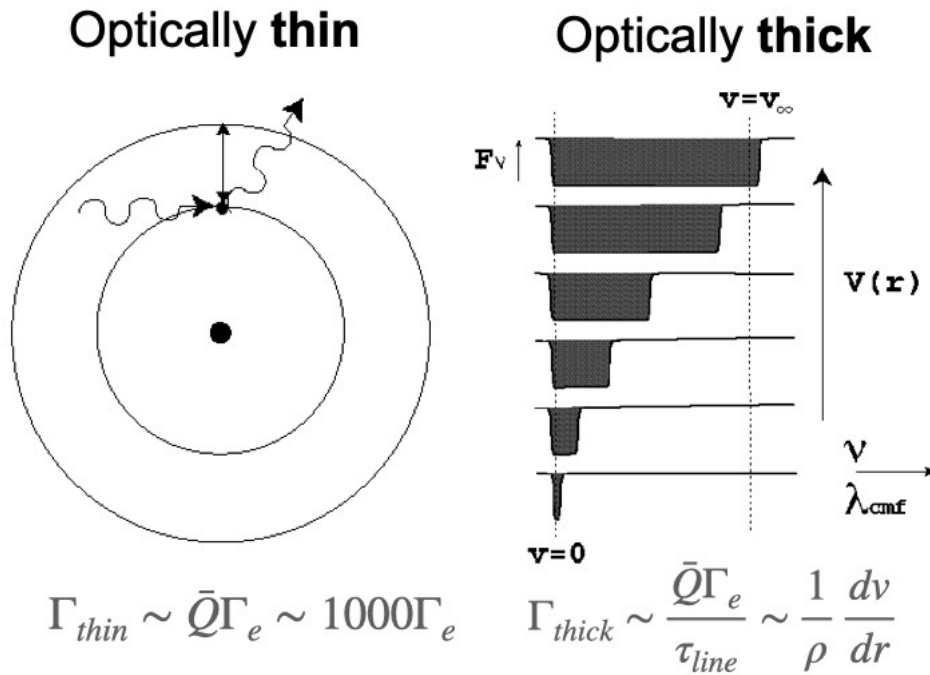 Optically thin
Optically thick
v=v∞
Fν
V(r)
ν
λcmf
v=0
Γthin ~ Q̄Γe ~ 1000Γe
Γthick ~ Q̄Γe/τline ~ 1/ρ dv/dr